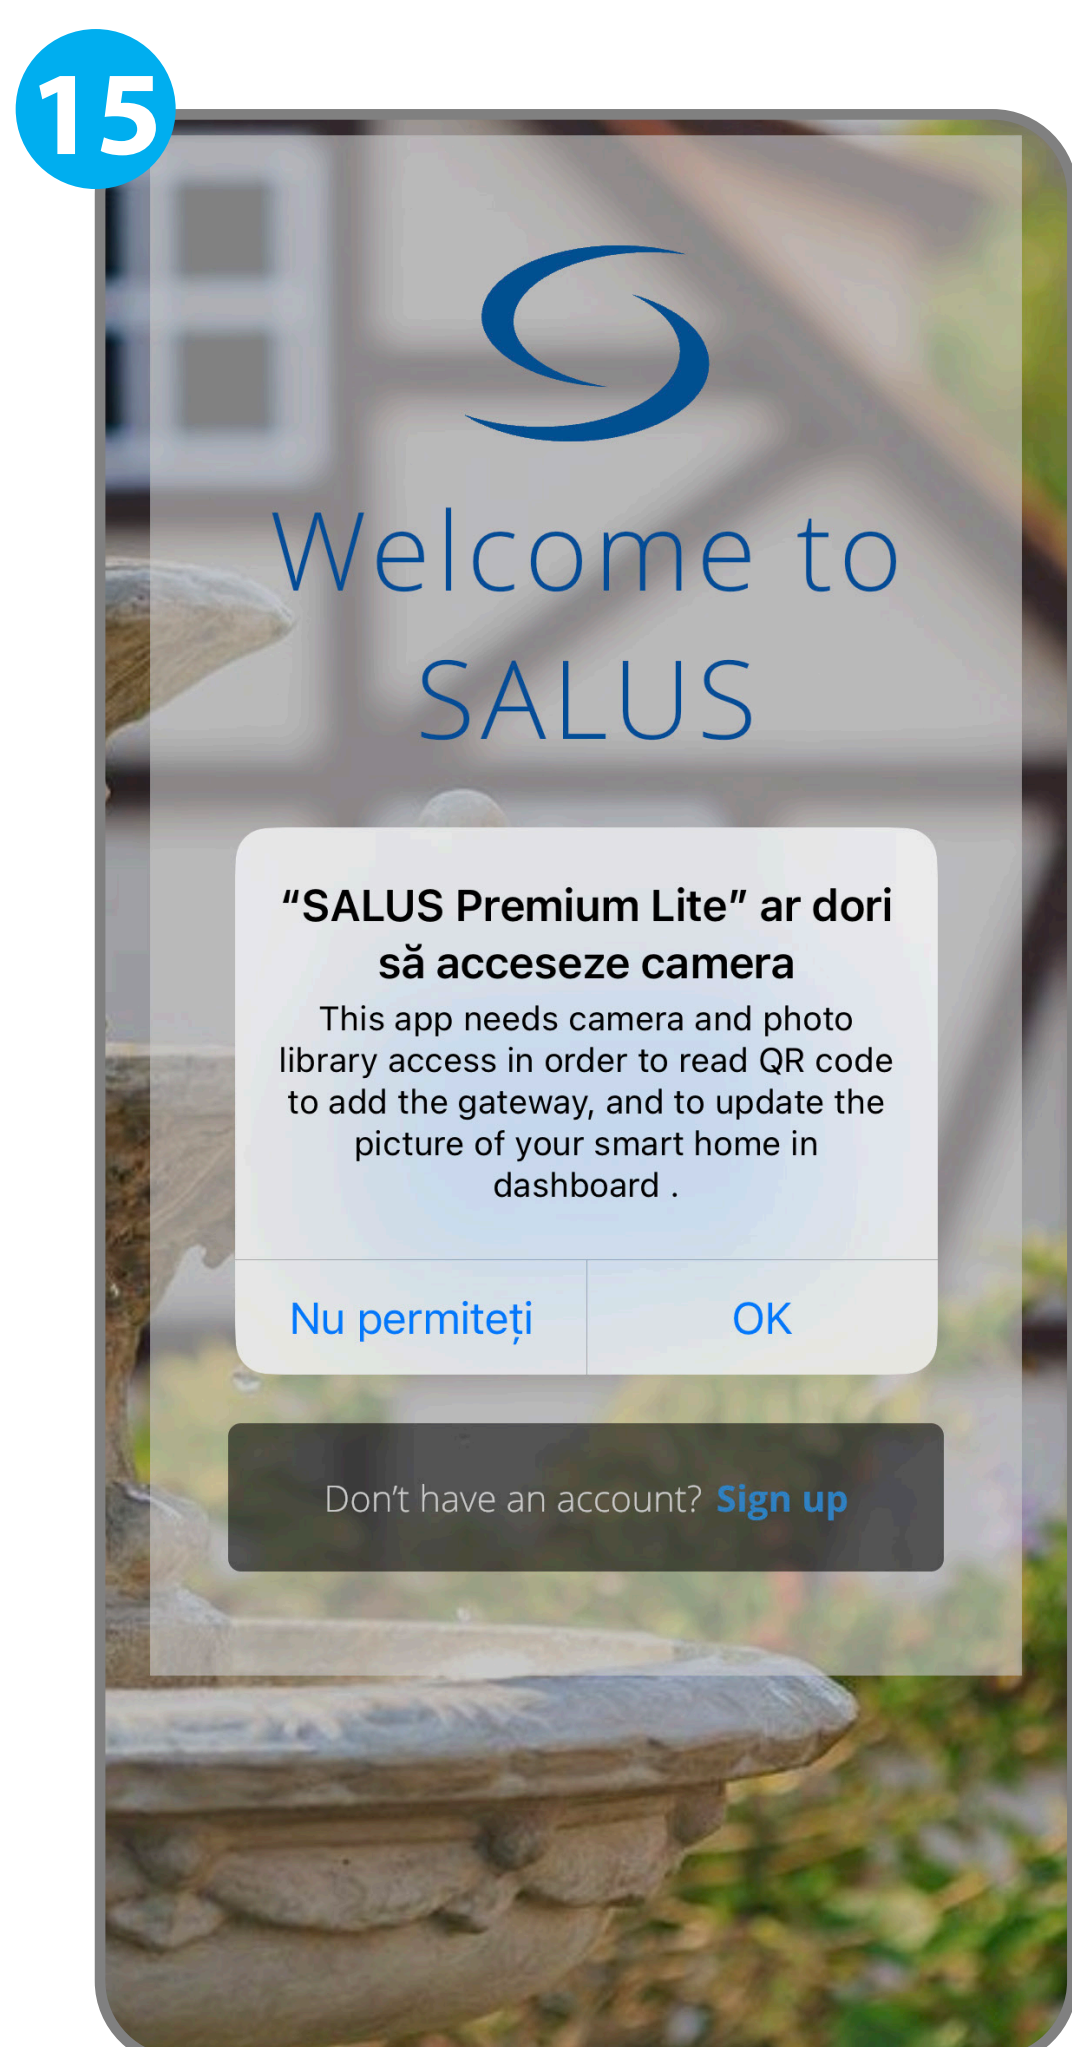 15
Welcome to
SALUS
“SALUS Premium Lite” ar dori
să acceseze camera
This app needs camera and photo
library access in order to read QR code
to add the gateway, and to update the
picture of your smart home in
dashboard .
Nu permiteți
OK
Don’t have an account? Sign up